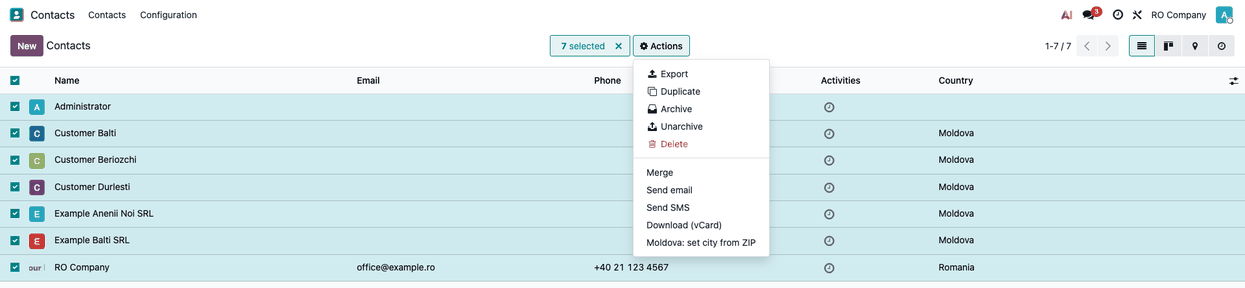 Contacts Contacts Configuration 3 RO Company A
New Contacts 7 selected × Actions 1-7 / 7
Name Email Phone Activities Country
A Administrator
C Customer Balti Moldova
C Customer Beriozchi Moldova
C Customer Durlesti Moldova
E Example Anenii Noi SRL Moldova
E Example Balti SRL Moldova
our RO Company office@example.ro +40 21 123 4567 Romania
Export
Duplicate
Archive
Unarchive
Delete
Merge
Send email
Send SMS
Download (vCard)
Moldova: set city from ZIP